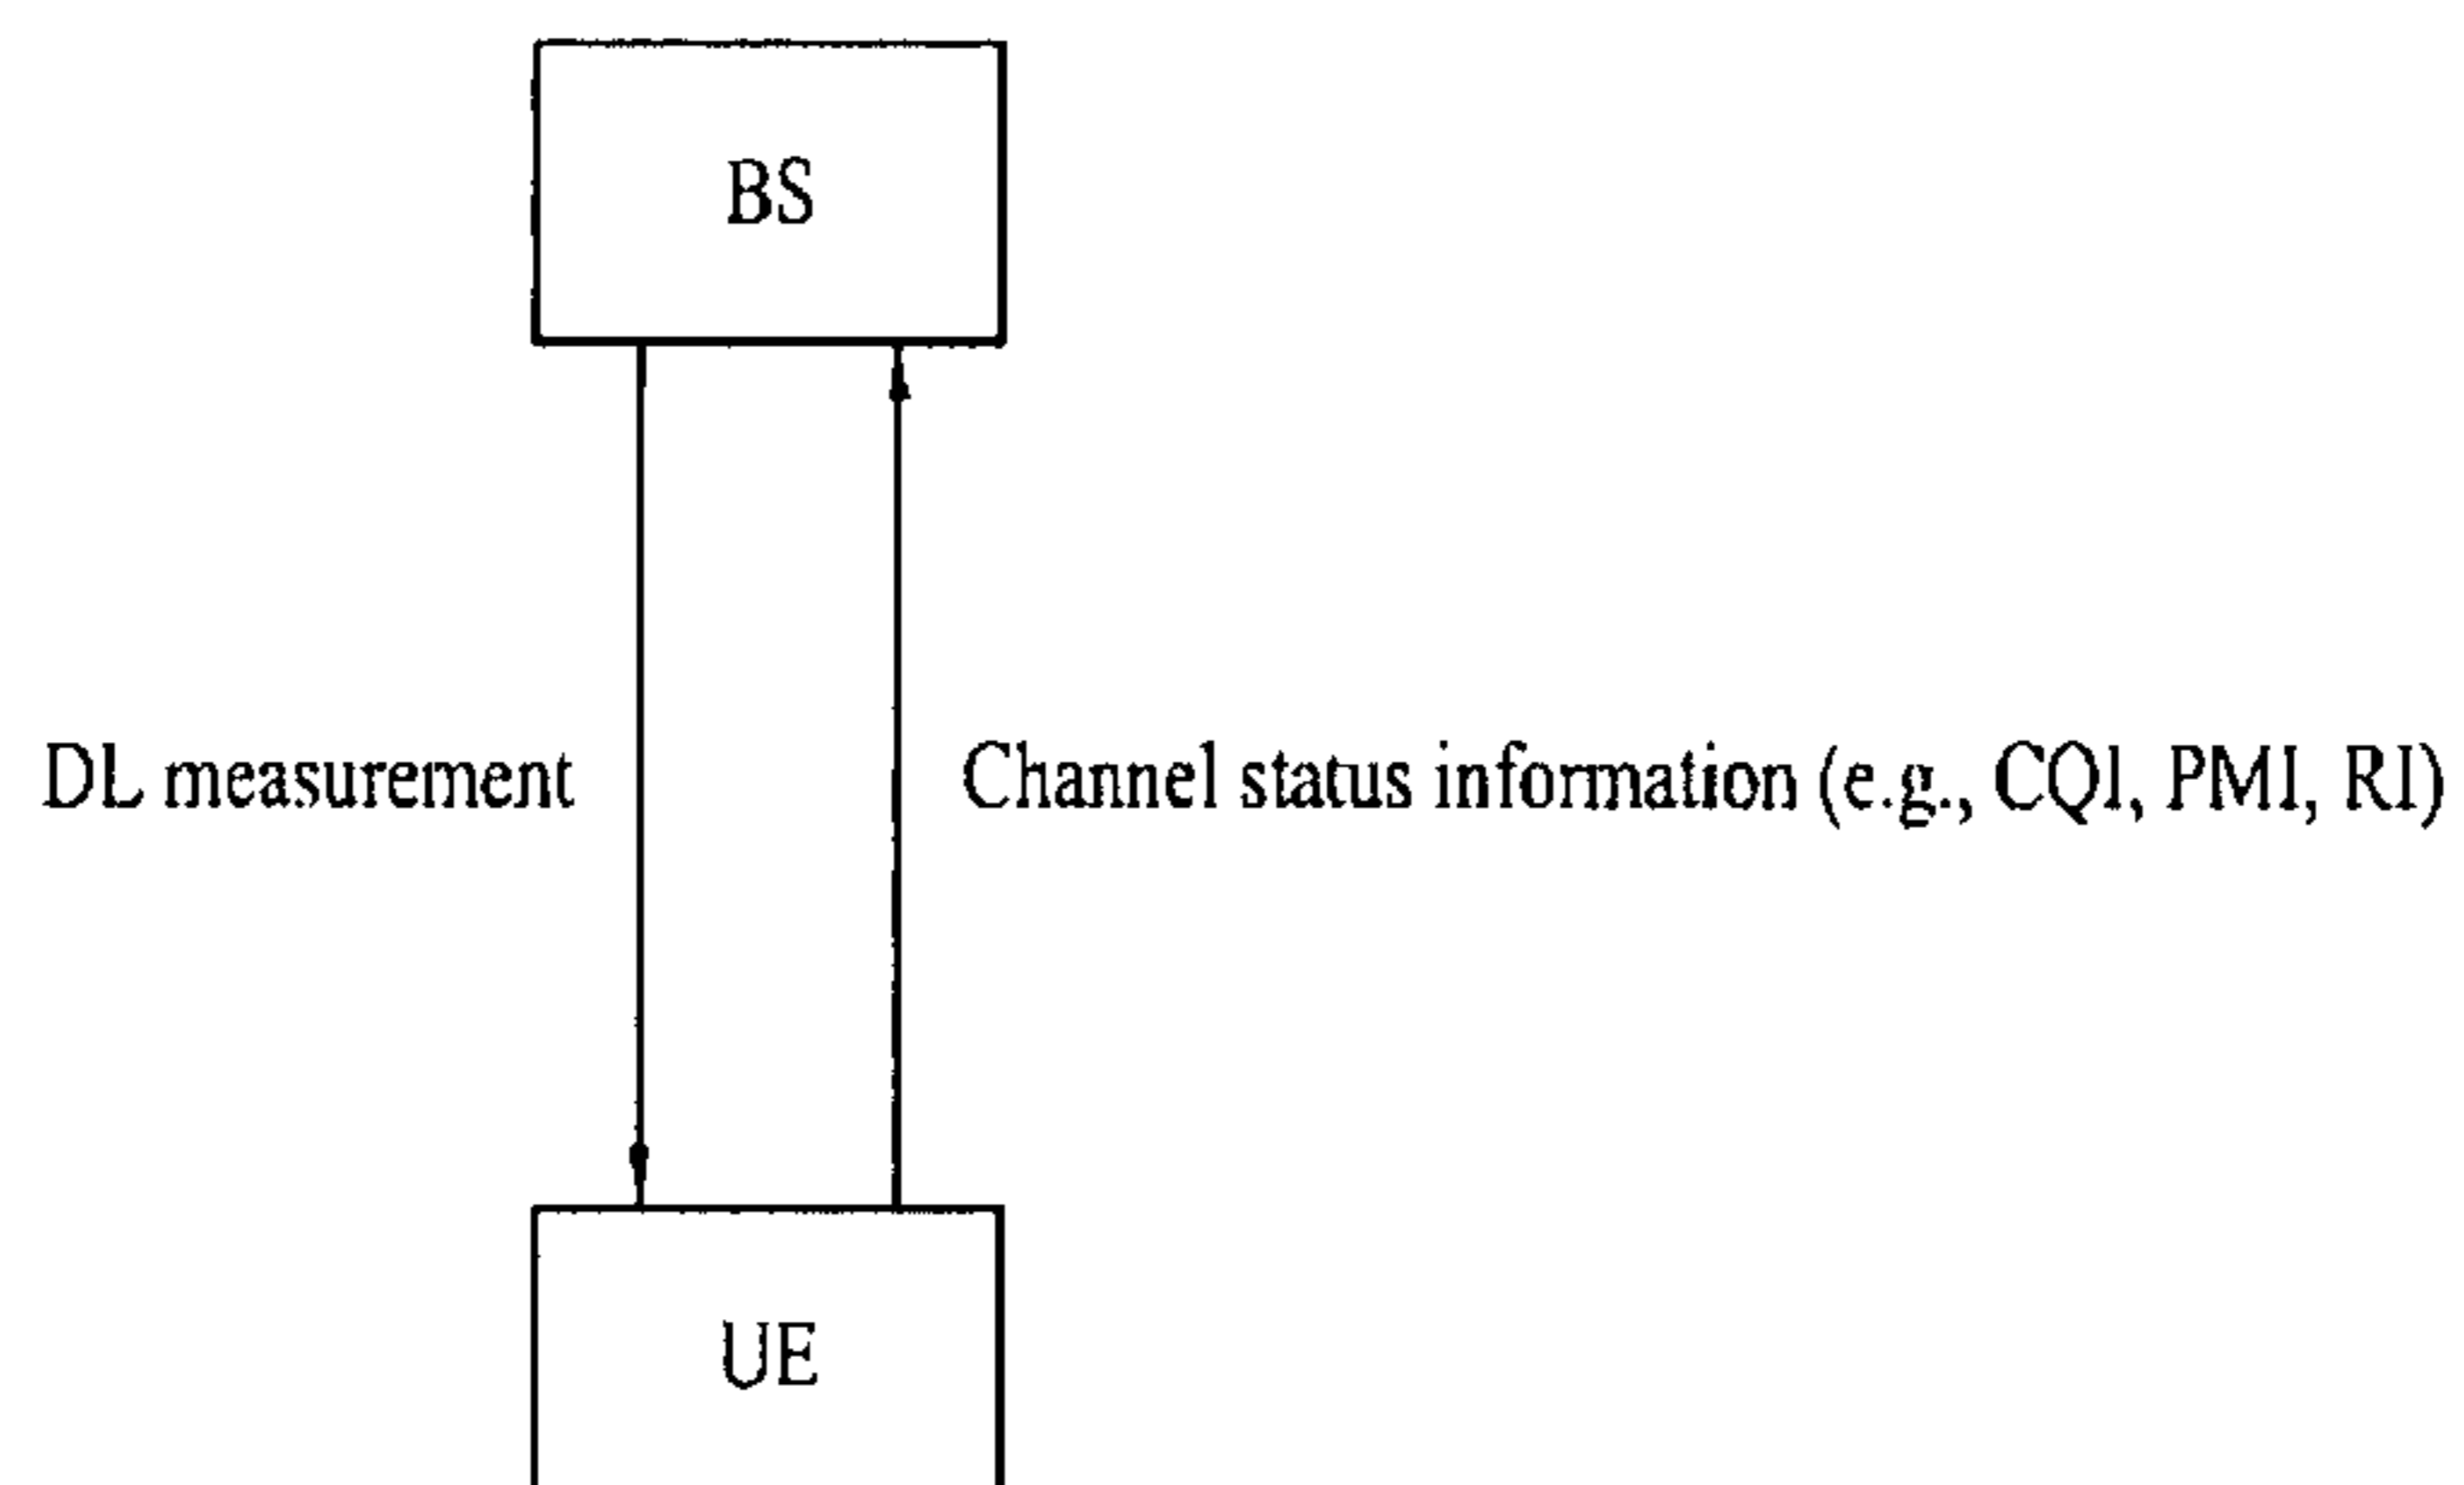 BS
DL measurement
Channel status information (e.g., CQI, PMI, RI)
UE